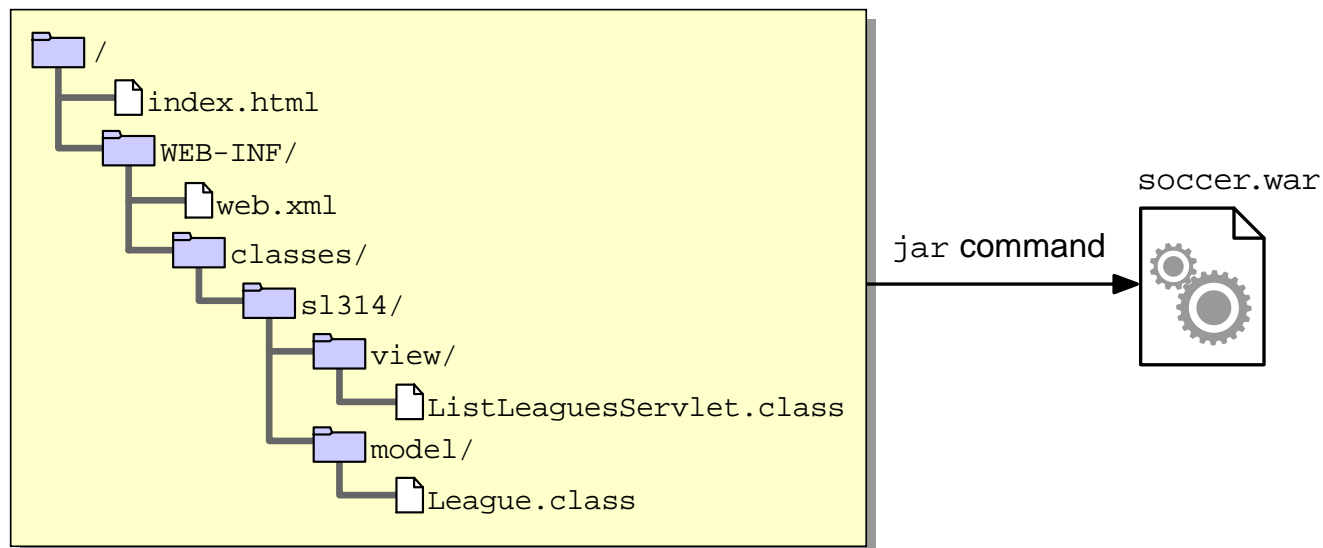 /
index.html
WEB-INF/
web.xml
classes/
sl314/
view/
ListLeaguesServlet.class
model/
League.class
jar command
soccer.war